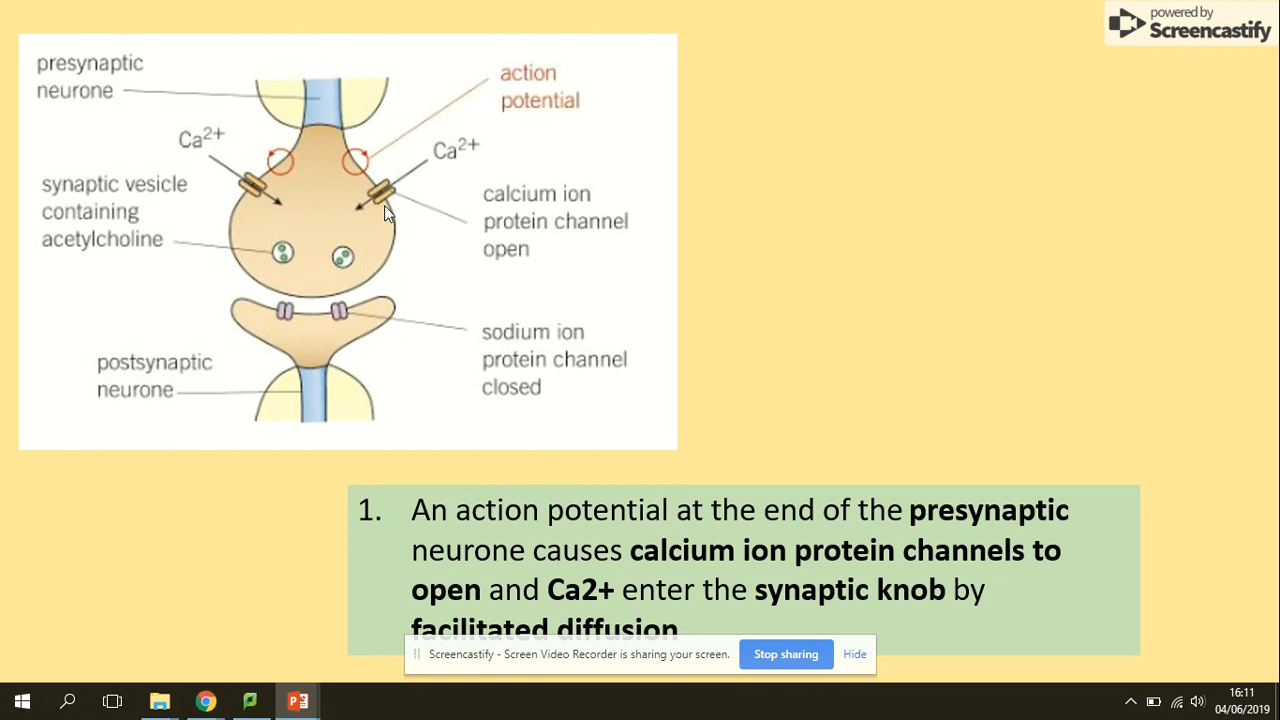 powered by
Screencastify
presynaptic
neurone
action
potential
Ca²⁺
Ca²⁺
synaptic vesicle
containing
acetylcholine
calcium ion
protein channel
open
sodium ion
protein channel
closed
postsynaptic
neurone
1. An action potential at the end of the presynaptic
neurone causes calcium ion protein channels to
open and Ca2+ enter the synaptic knob by
facilitated diffusion
Screencastify - Screen Video Recorder is sharing your screen.
Stop sharing
Hide
16:11
04/06/2019